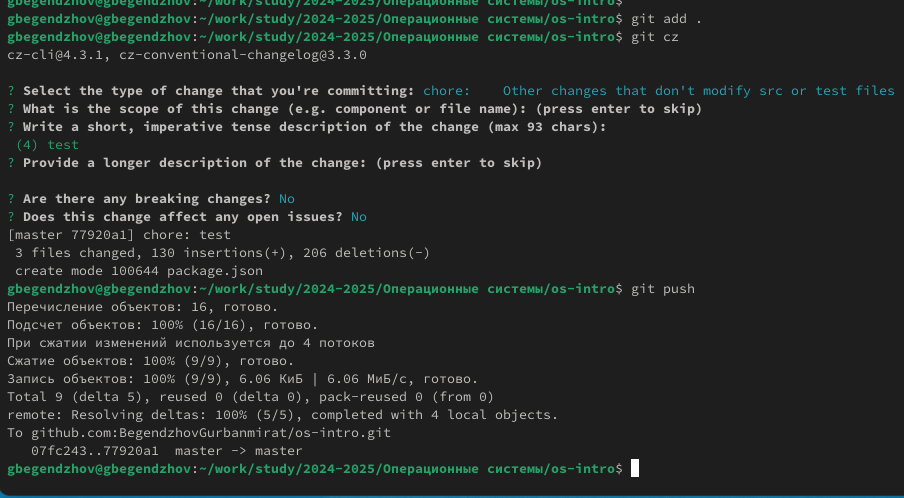 gbegendzhov@gbegendzhov:~/work/study/2024-2025/Операционные системы/os-intro$
gbegendzhov@gbegendzhov:~/work/study/2024-2025/Операционные системы/os-intro$ git add .
gbegendzhov@gbegendzhov:~/work/study/2024-2025/Операционные системы/os-intro$ git cz
cz-cli@4.3.1, cz-conventional-changelog@3.3.0
? Select the type of change that you're committing: chore:    Other changes that don't modify src or test files
? What is the scope of this change (e.g. component or file name): (press enter to skip)
? Write a short, imperative tense description of the change (max 93 chars):
 (4) test
? Provide a longer description of the change: (press enter to skip)
? Are there any breaking changes? No
? Does this change affect any open issues? No
[master 77920a1] chore: test
 3 files changed, 130 insertions(+), 206 deletions(-)
 create mode 100644 package.json
gbegendzhov@gbegendzhov:~/work/study/2024-2025/Операционные системы/os-intro$ git push
Перечисление объектов: 16, готово.
Подсчет объектов: 100% (16/16), готово.
При сжатии изменений используется до 4 потоков
Сжатие объектов: 100% (9/9), готово.
Запись объектов: 100% (9/9), 6.06 КиБ | 6.06 МиБ/с, готово.
Total 9 (delta 5), reused 0 (delta 0), pack-reused 0 (from 0)
remote: Resolving deltas: 100% (5/5), completed with 4 local objects.
To github.com:BegendzhovGurbanmirat/os-intro.git
   07fc243..77920a1  master -> master
gbegendzhov@gbegendzhov:~/work/study/2024-2025/Операционные системы/os-intro$